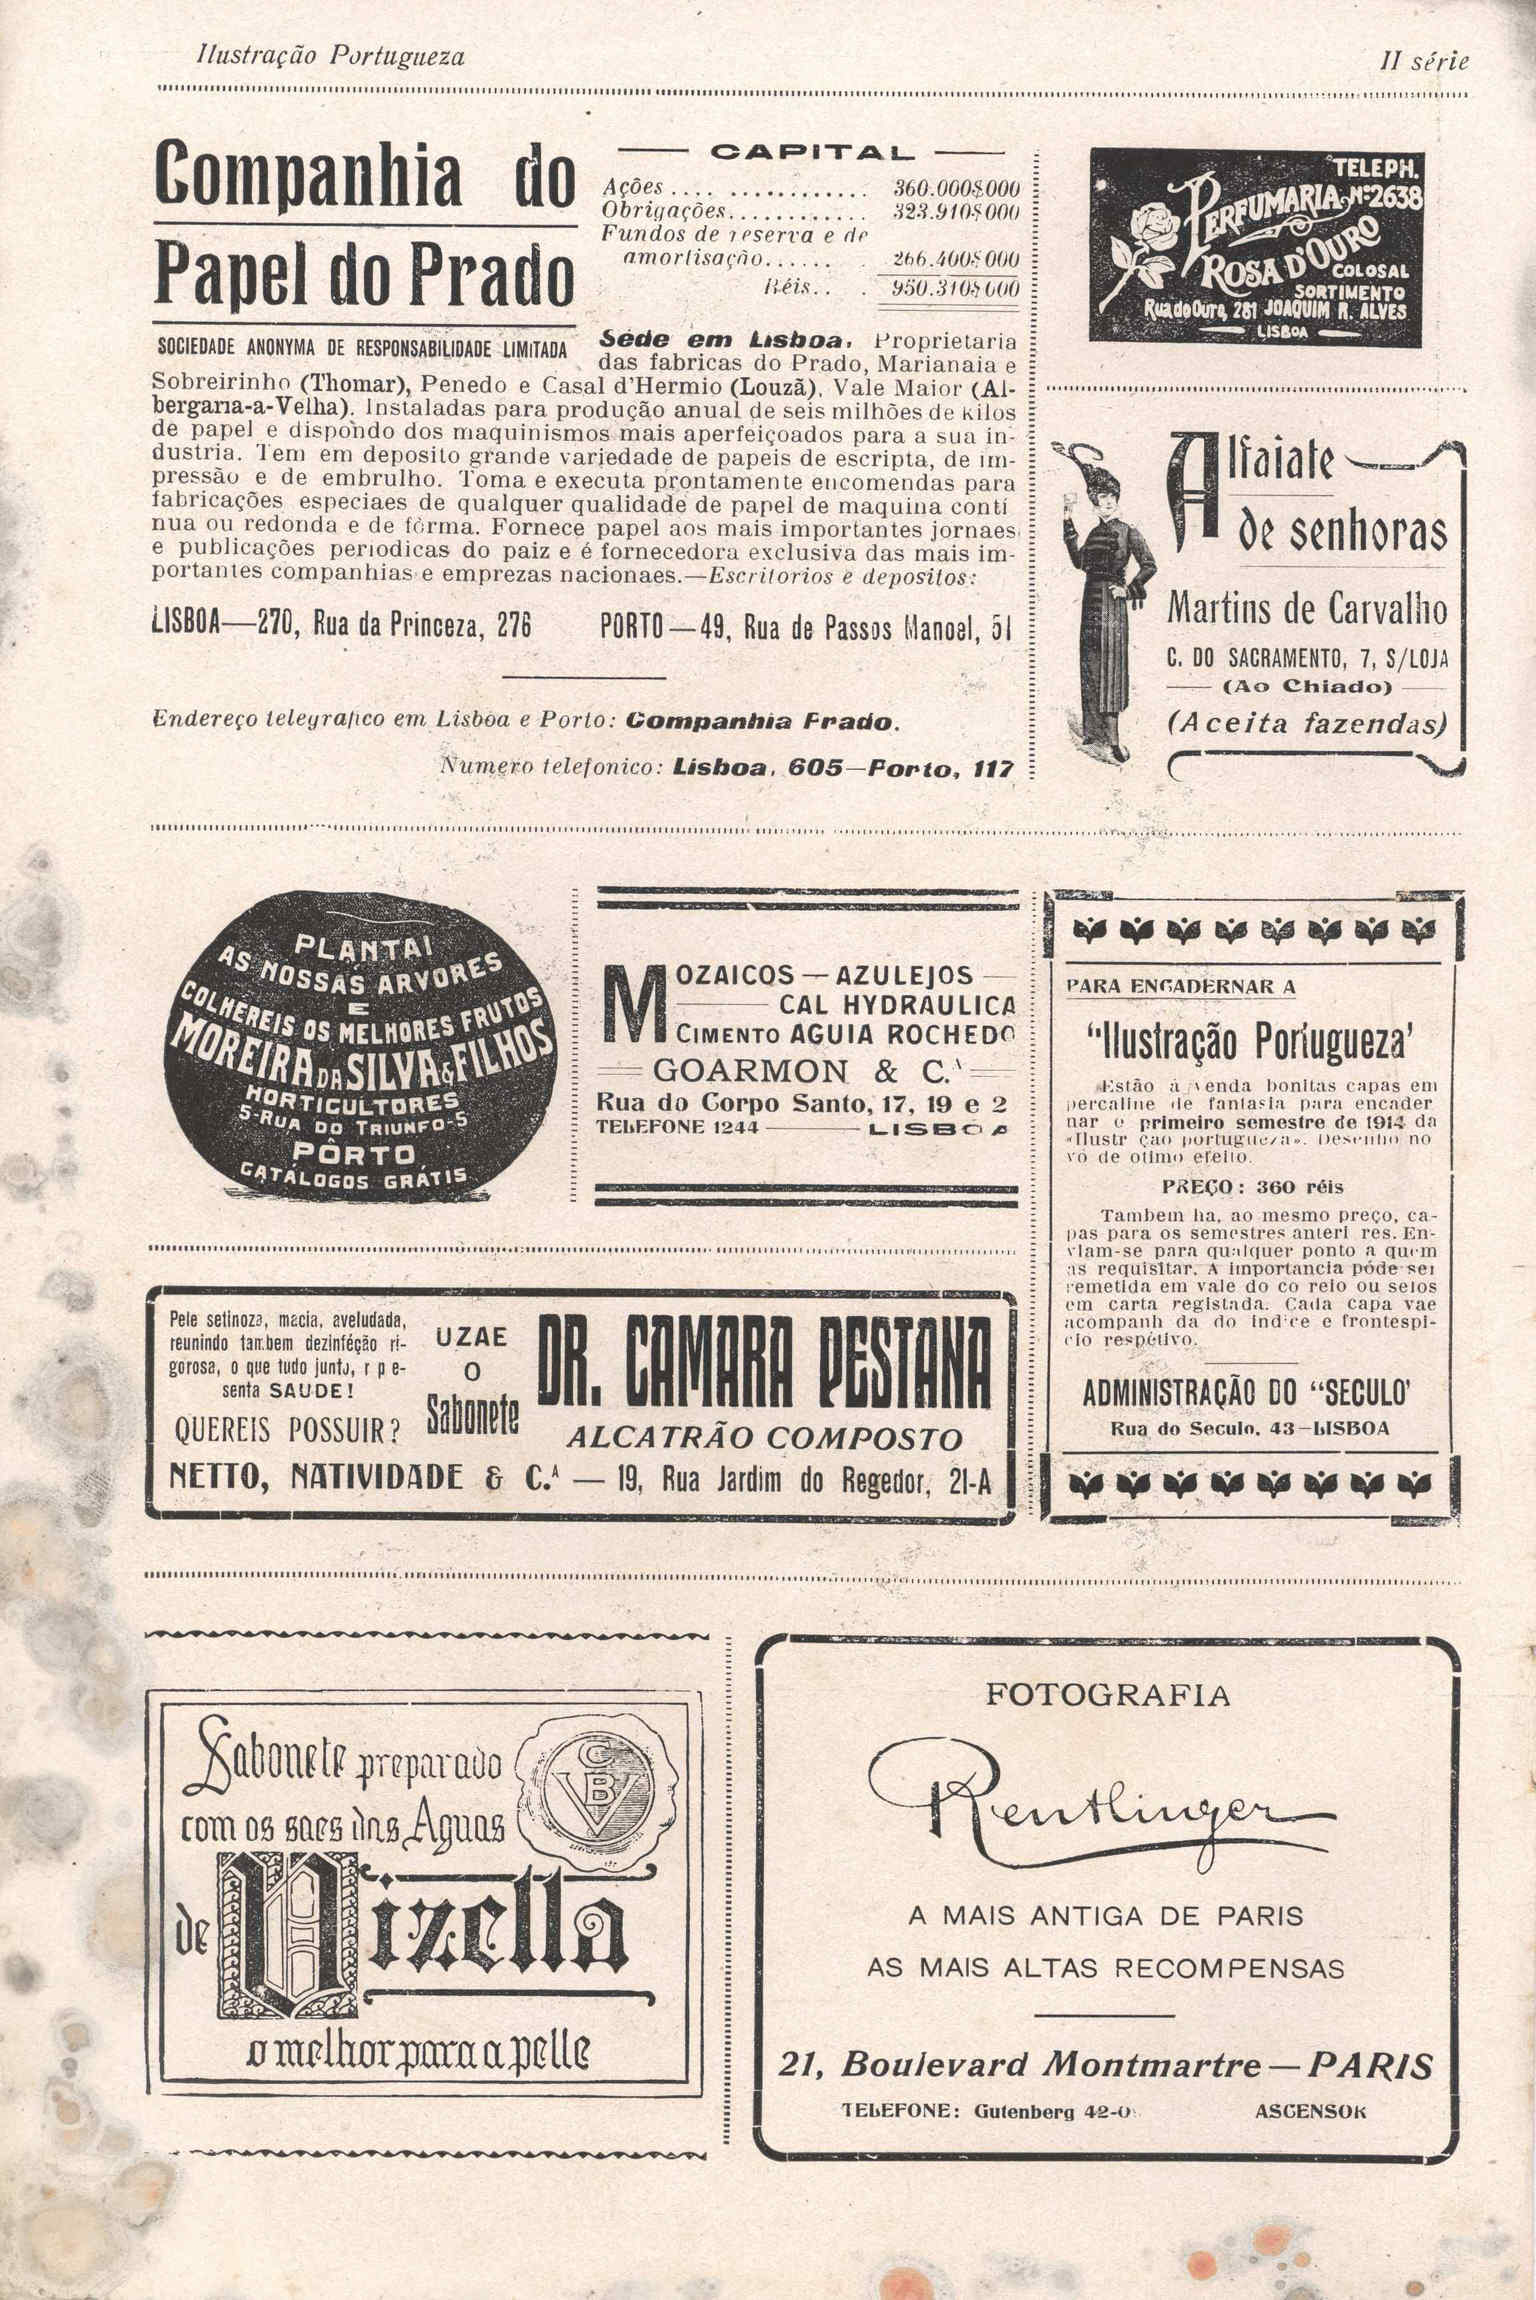 Ilustração Portugueza
II série
Companhia do
Papel do Prado
SOCIEDADE ANONYMA DE RESPONSABILIDADE LIMITADA
CAPITAL
Ações .... ............ 360.000$000
Obrigações............ 323.910$000
Fundos de reserva e de
amortisação...... . 266.400$000
Réis.. . 950.310$000
Séde em Lisboa. Proprietaria
das fabricas do Prado, Marianaia e
Sobreirinho (Thomar), Penedo e Casal d'Hermio (Louzã), Vale Maior (Al-
bergaria-a-Velha). Instaladas para produção anual de seis milhões de kilos
de papel e dispondo dos maquinismos mais aperfeiçoados para a sua in-
dustria. Tem em deposito grande variedade de papeis de escripta, de im-
pressão e de embrulho. Toma e executa prontamente encomendas para
fabricações especiaes de qualquer qualidade de papel de maquina conti
nua ou redonda e de fôrma. Fornece papel aos mais importantes jornaes
e publicações periodicas do paiz e é fornecedora exclusiva das mais im-
portantes companhias e emprezas nacionaes.—Escritorios e depositos:
LISBOA—270, Rua da Princeza, 276
PORTO—49, Rua de Passos Manoel, 51
Endereço telegrafico em Lisboa e Porto: Companhia Prado.
Numero telefonico: Lisboa, 605—Porto, 117
TELEPH.
Nº 2638
PERFUMARIA
ROSA D'OURO
COLOSAL
SORTIMENTO
Rua do Ouro, 281 JOAQUIM R. ALVES
LISBOA
Alfaiate
de senhoras
Martins de Carvalho
C. DO SACRAMENTO, 7, S/LOJA
(Ao Chiado)
(Aceita fazendas)
PLANTAI
AS NOSSAS ARVORES
E
COLHEREIS OS MELHORES FRUTOS
MOREIRA DA SILVA & FILHOS
HORTICULTORES
5-RUA DO TRIUNFO-5
PÔRTO
CATÁLOGOS GRÁTIS
MOZAICOS — AZULEJOS
CAL HYDRAULICA
CIMENTO AGUIA ROCHEDO
GOARMON & C.ᴬ
Rua do Corpo Santo, 17, 19 e 2
TELEFONE 1244 — LISBOA
PARA ENCADERNAR A
"Ilustração Portugueza'
Estão á venda bonitas capas em
percaline de fantasia para encader
nar o primeiro semestre de 1914 da
«Ilustr ção portugueza». Desenho no
vo de otimo efeito.
PREÇO: 360 réis
Tambem ha, ao mesmo preço, ca-
pas para os semestres anteri res. En-
viam-se para qualquer ponto a quem
as requisitar. A importancia póde ser
remetida em vale do co reio ou selos
em carta registada. Cada capa vae
acompanh da do indice e frontespi-
cio respétivo.
ADMINISTRAÇÃO DO "SECULO'
Rua do Seculo, 43—LISBOA
Pele setinoza, macia, aveludada,
reunindo tambem dezinféção ri-
gorosa, o que tudo junto, r p e-
senta SAUDE!
QUEREIS POSSUIR?
UZAE
O
Sabonete
DR. CAMARA PESTANA
ALCATRÃO COMPOSTO
NETTO, NATIVIDADE & C.ᴬ — 19, Rua Jardim do Regedor, 21-A
Sabonete preparado
com os saes das Aguas
de Vizella
o melhor para a pelle
CVB
FOTOGRAFIA
Reutlinger
A MAIS ANTIGA DE PARIS
AS MAIS ALTAS RECOMPENSAS
21, Boulevard Montmartre—PARIS
TELEFONE: Gutenberg 42-0
ASCENSOR